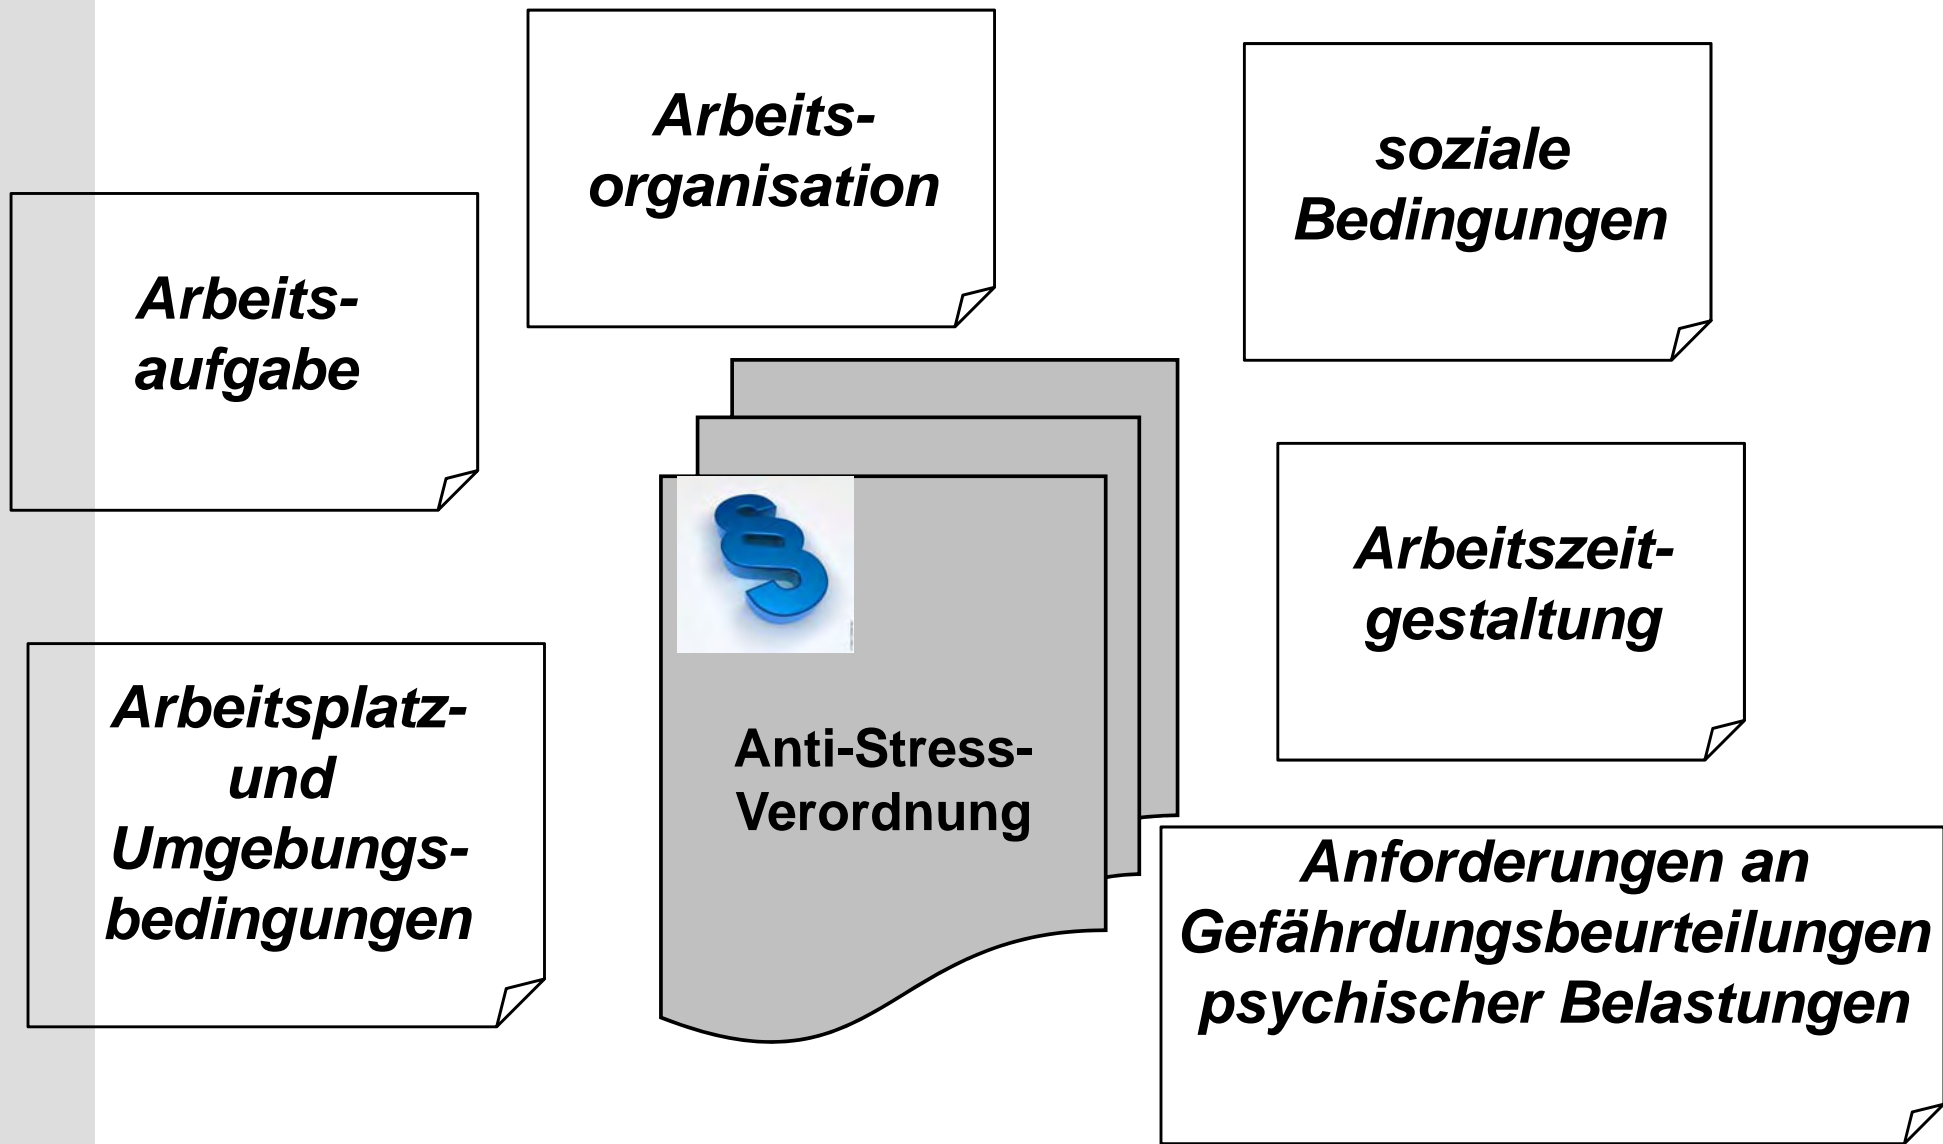 Arbeits-
organisation
soziale
Bedingungen
Arbeits-
aufgabe
Arbeitszeit-
gestaltung
Arbeitsplatz-
und
Umgebungs-
bedingungen
§
Anti-Stress-
Verordnung
Anforderungen an
Gefährdungsbeurteilungen
psychischer Belastungen